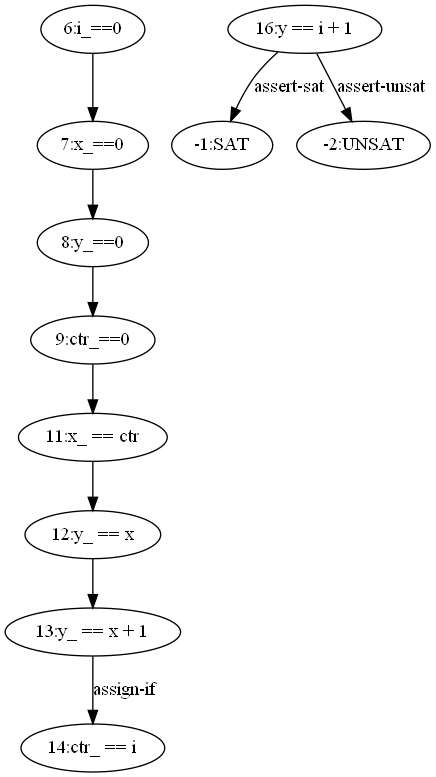 6:i_==0
16:y == i + 1
assert-sat
assert-unsat
7:x_==0
-1:SAT
-2:UNSAT
8:y_==0
9:ctr_==0
11:x_ == ctr
12:y_ == x
13:y_ == x + 1
assign-if
14:ctr_ == i